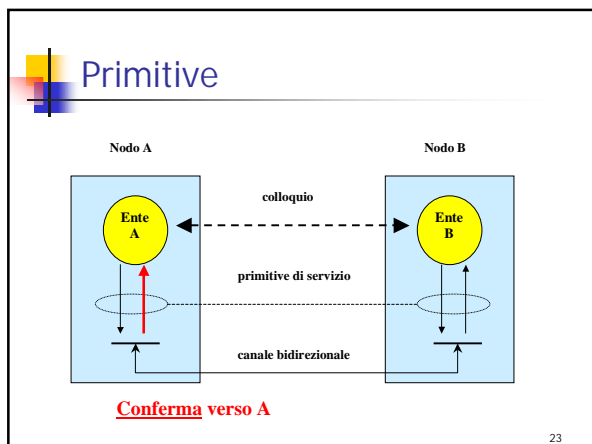 Primitive
Nodo A
Nodo B
colloquio
Ente
A
Ente
B
primitive di servizio
canale bidirezionale
Conferma verso A
23